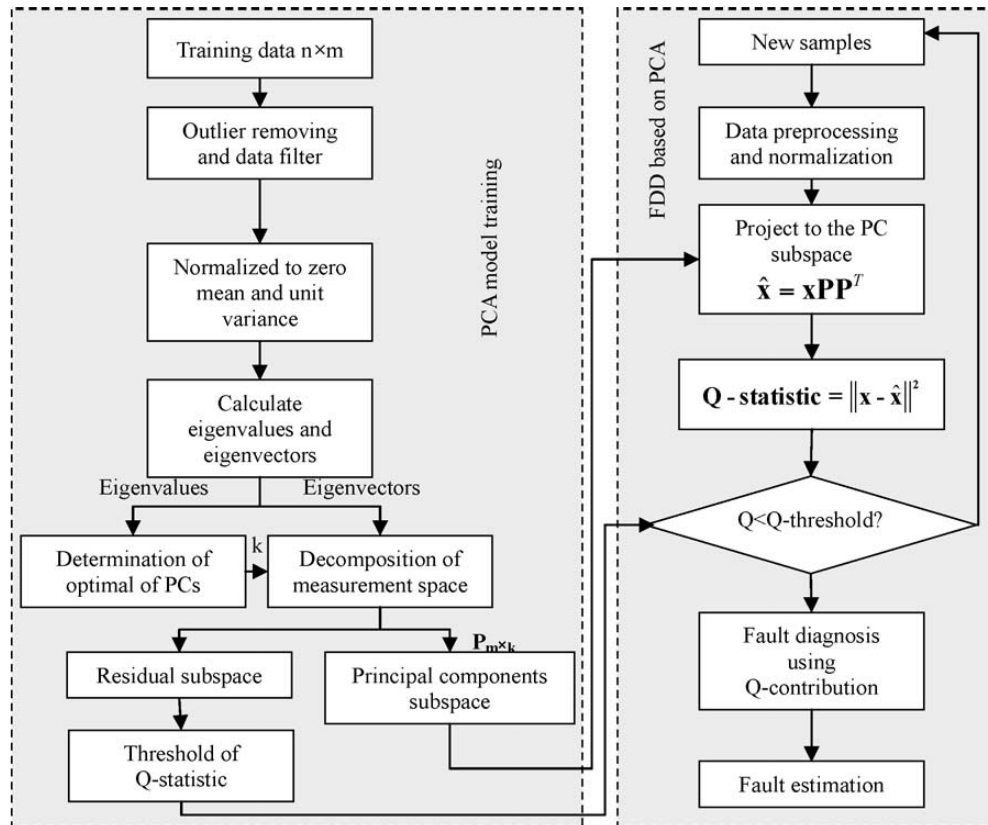 Training data n×m
Outlier removing
and data filter
Normalized to zero
mean and unit
variance
Calculate
eigenvalues and
eigenvectors
Eigenvalues
Eigenvectors
Determination of
optimal of PCs
k
Decomposition of
measurement space
Residual subspace
P_{m×k}
Principal components
subspace
Threshold of
Q-statistic
PCA model training
FDD based on PCA
New samples
Data preprocessing
and normalization
Project to the PC
subspace
x̂ = xPP^T
Q - statistic = ‖x - x̂‖²
Q<Q-threshold?
Fault diagnosis
using
Q-contribution
Fault estimation